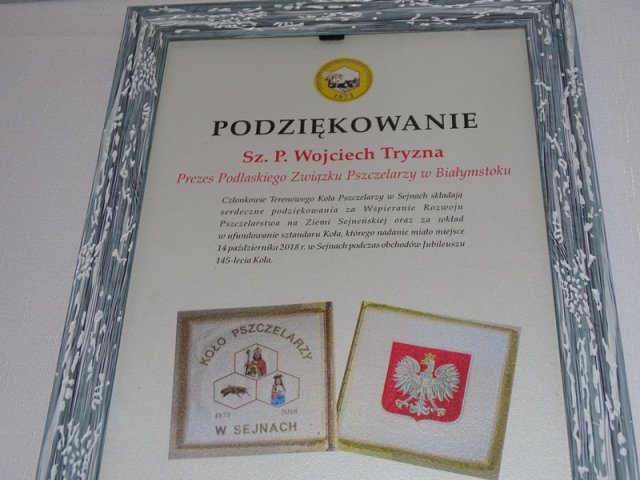 1873
PODZIĘKOWANIE
Sz. P. Wojciech Tryzna
Prezes Podlaskiego Związku Pszczelarzy w Białymstoku
Członkowie Terenowego Koła Pszczelarzy w Sejnach składają
serdeczne podziękowania za Wspieranie Rozwoju
Pszczelarstwa na Ziemi Sejneńskiej oraz za wkład
w ufundowanie sztandaru Koła, którego nadanie miało miejsce
14 października 2018 r. w Sejnach podczas obchodów Jubileuszu
145-lecia Koła.
KOŁO PSZCZELARZY
1873 2018
W SEJNACH